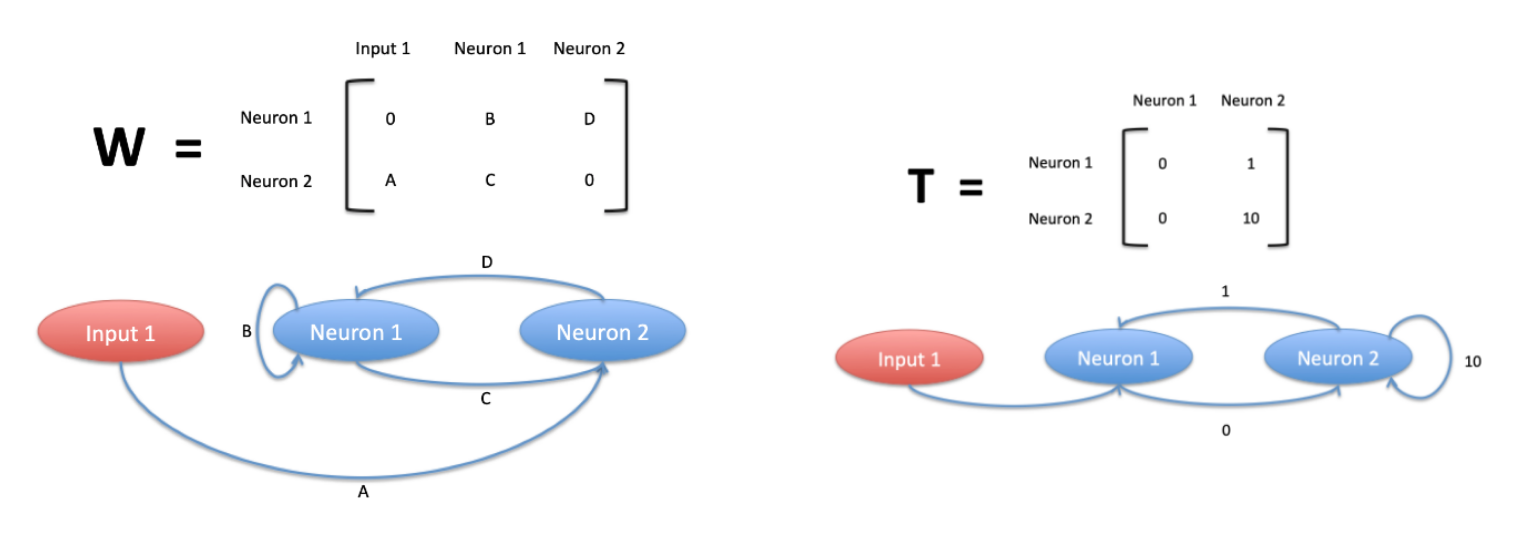 Input 1 Neuron 1 Neuron 2
W = Neuron 1 0 B D
Neuron 2 A C 0
D
Input 1 B Neuron 1 Neuron 2
C
A
Neuron 1 Neuron 2
T = Neuron 1 0 1
Neuron 2 0 10
1
Input 1 Neuron 1 Neuron 2 10
0